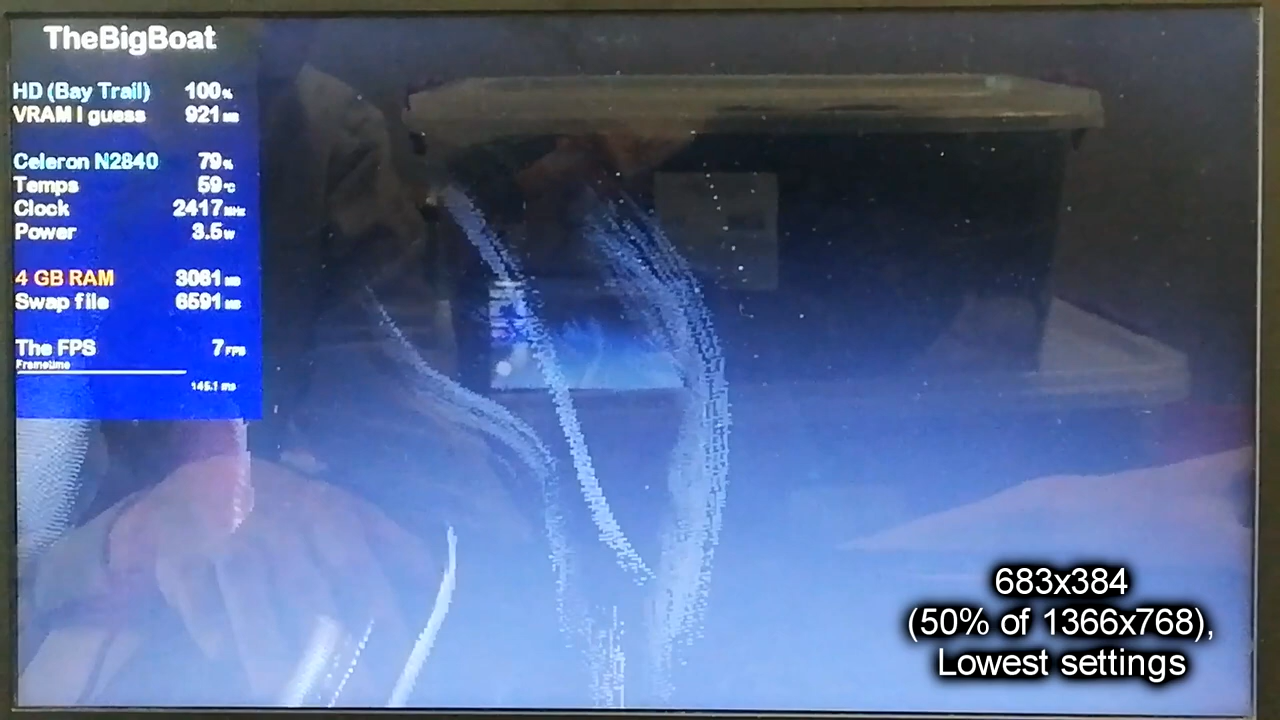 TheBigBoat
HD (Bay Trail) 100%
VRAM I guess 921 MB
Celeron N2840 79%
Temps 59°C
Clock 2417 MHz
Power 3.5W
4 GB RAM 3061 MB
Swap file 6591 MB
The FPS 7 FPS
Frametime
145.1 ms
683x384
(50% of 1366x768),
Lowest settings